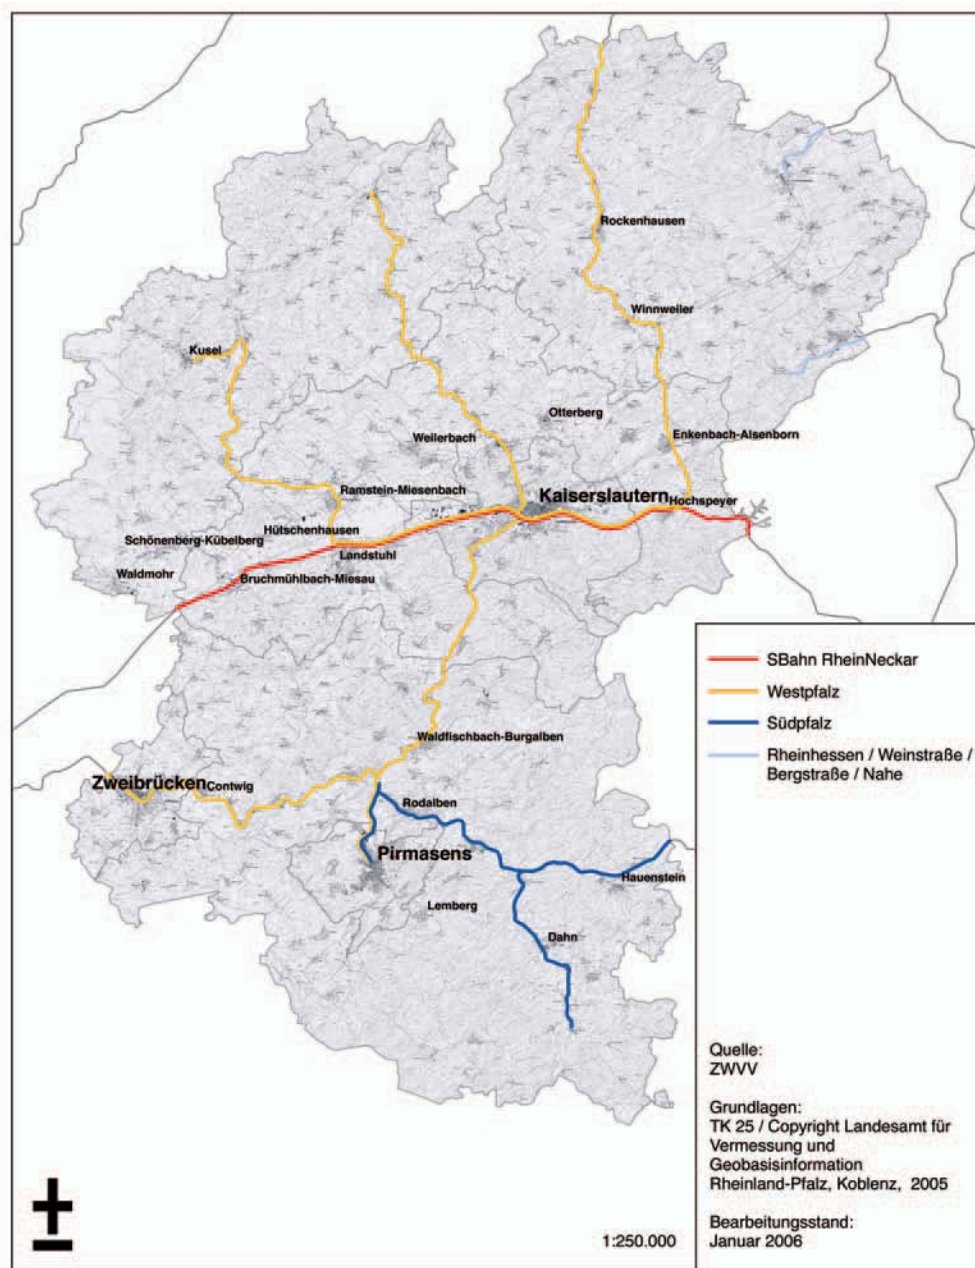 Rockenhausen
Winnweiler
Kusel
Otterberg
Weilerbach
Enkenbach-Alsenborn
Ramstein-Miesenbach
Kaiserslautern
Hochspeyer
Hütschenhausen
Schönenberg-Kübelberg
Landstuhl
Waldmohr
Bruchmühlbach-Miesau
SBahn RheinNeckar
Westpfalz
Südpfalz
Rheinhessen / Weinstraße /
Bergstraße / Nahe
Waldfischbach-Burgalben
Zweibrücken
Contwig
Rodalben
Pirmasens
Hauenstein
Lemberg
Dahn
Quelle:
ZWVV
Grundlagen:
TK 25 / Copyright Landesamt für
Vermessung und
Geobasisinformation
Rheinland-Pfalz, Koblenz, 2005
Bearbeitungsstand:
Januar 2006
1:250.000